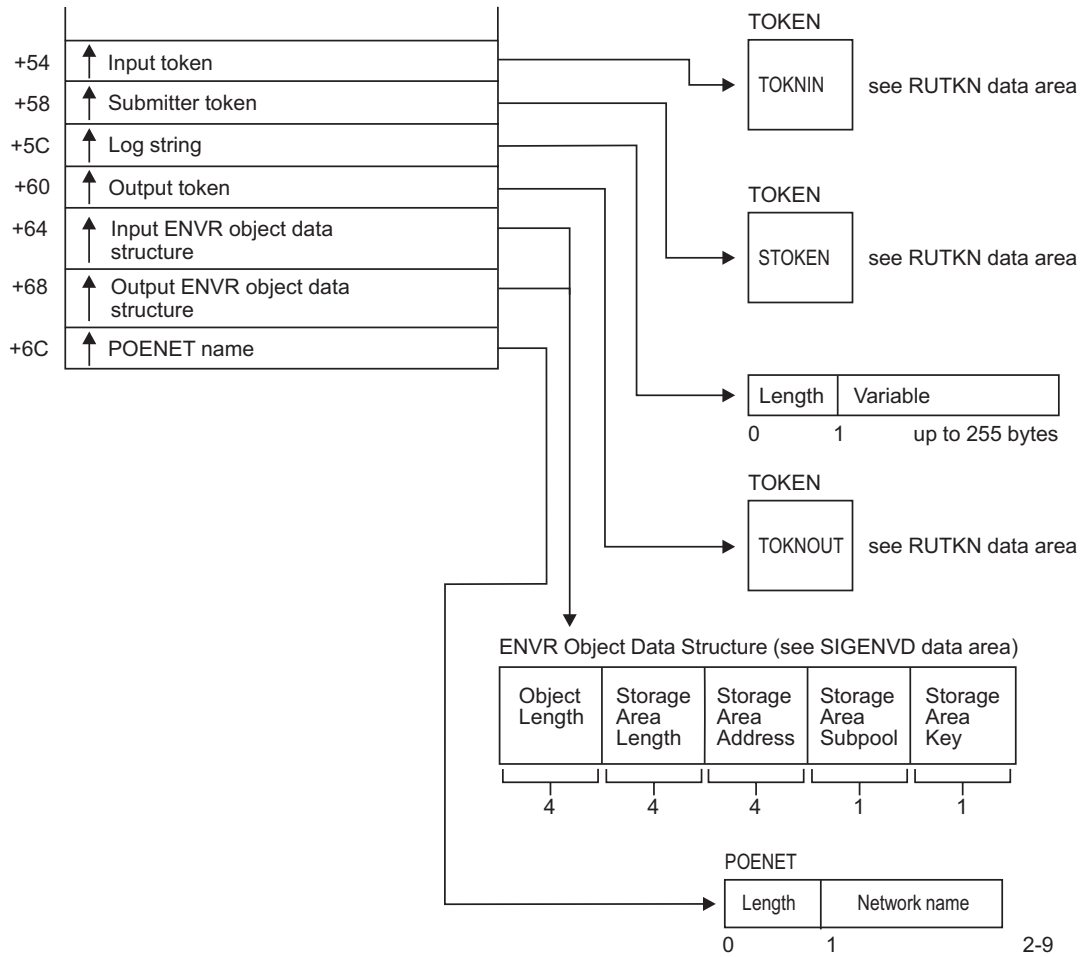 TOKEN
+54 Input token
TOKNIN see RUTKN data area
+58 Submitter token
+5C Log string
+60 Output token
TOKEN
+64 Input ENVR object data
structure
STOKEN see RUTKN data area
+68 Output ENVR object data
structure
+6C POENET name
Length Variable
0 1 up to 255 bytes
TOKEN
TOKNOUT see RUTKN data area
ENVR Object Data Structure (see SIGENVD data area)
Object
Length
Storage
Area
Length
Storage
Area
Address
Storage
Area
Subpool
Storage
Area
Key
4 4 4 1 1
POENET
Length Network name
0 1 2-9